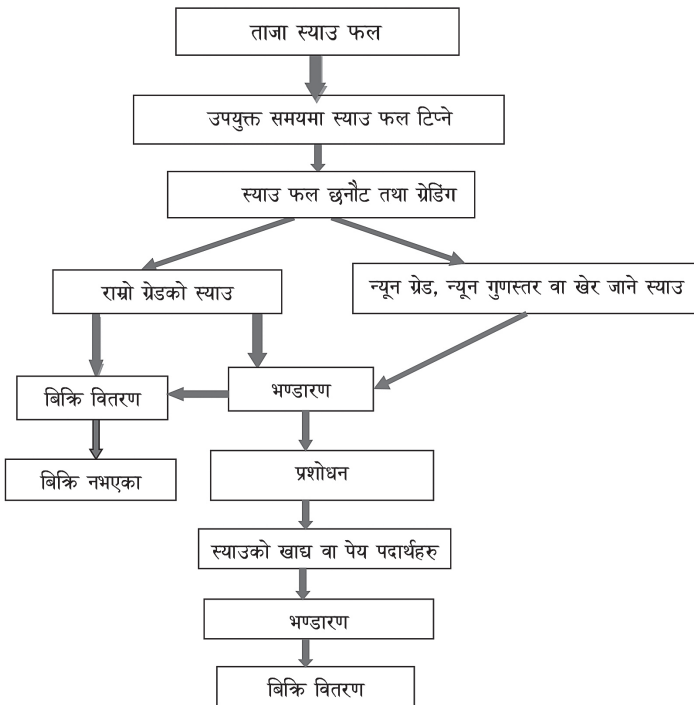 ताजा स्याउ फल
उपयुक्त समयमा स्याउ फल टिप्ने
स्याउ फल छनौट तथा ग्रेडिंग
राम्रो ग्रेडको स्याउ
न्यून ग्रेड, न्यून गुणस्तर वा खेर जाने स्याउ
बिक्रि वितरण
भण्डारण
बिक्रि नभएका
प्रशोधन
स्याउको खाद्य वा पेय पदार्थहरु
भण्डारण
बिक्रि वितरण